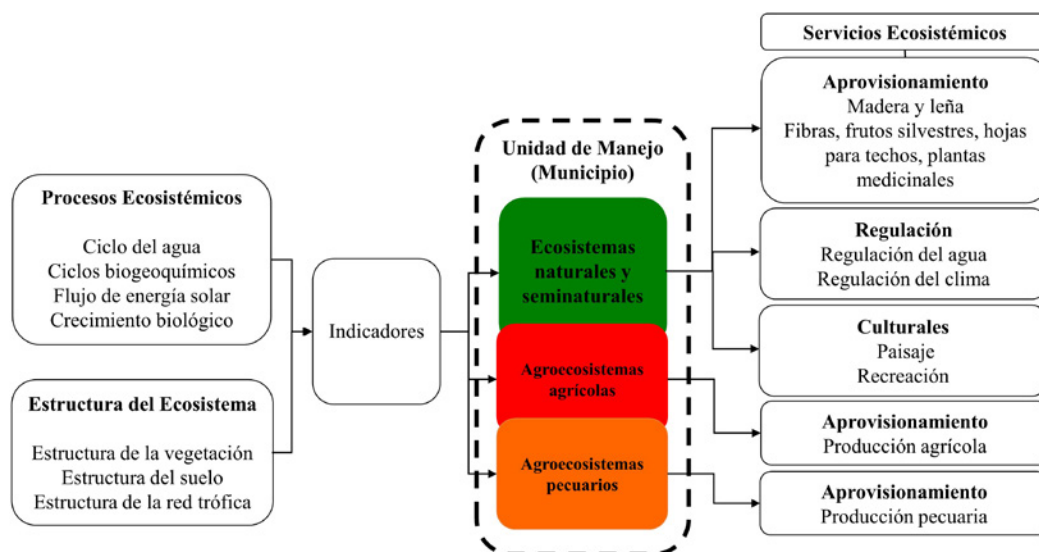 Procesos Ecosistémicos
Ciclo del agua
Ciclos biogeoquímicos
Flujo de energía solar
Crecimiento biológico
Estructura del Ecosistema
Estructura de la vegetación
Estructura del suelo
Estructura de la red trófica
Indicadores
Unidad de Manejo
(Municipio)
Ecosistemas
naturales y
seminaturales
Agroecosistemas
agrícolas
Agroecosistemas
pecuarios
Servicios Ecosistémicos
Aprovisionamiento
Madera y leña
Fibras, frutos silvestres, hojas
para techos, plantas
medicinales
Regulación
Regulación del agua
Regulación del clima
Culturales
Paisaje
Recreación
Aprovisionamiento
Producción agrícola
Aprovisionamiento
Producción pecuaria